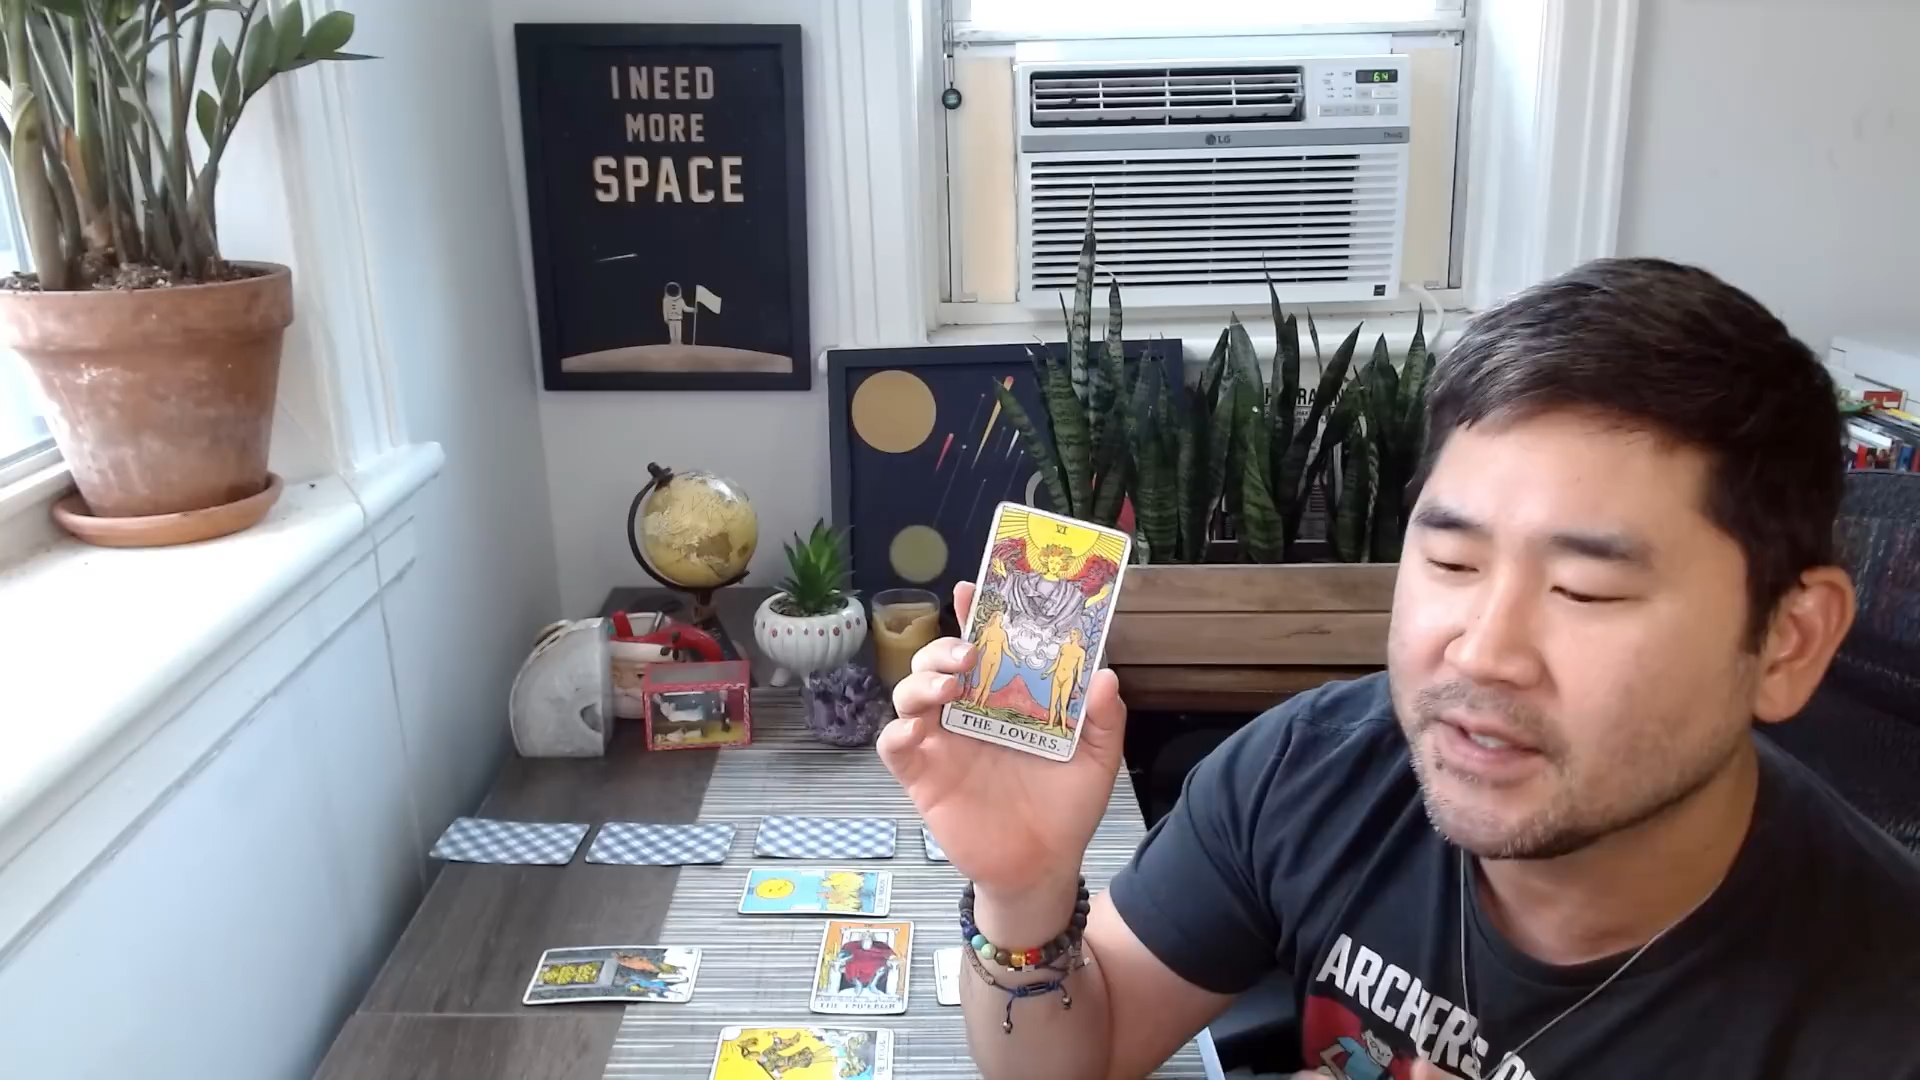 I NEED
MORE
SPACE
64
LG
VI
THE LOVERS.
THE EMPEROR
ARCHERS